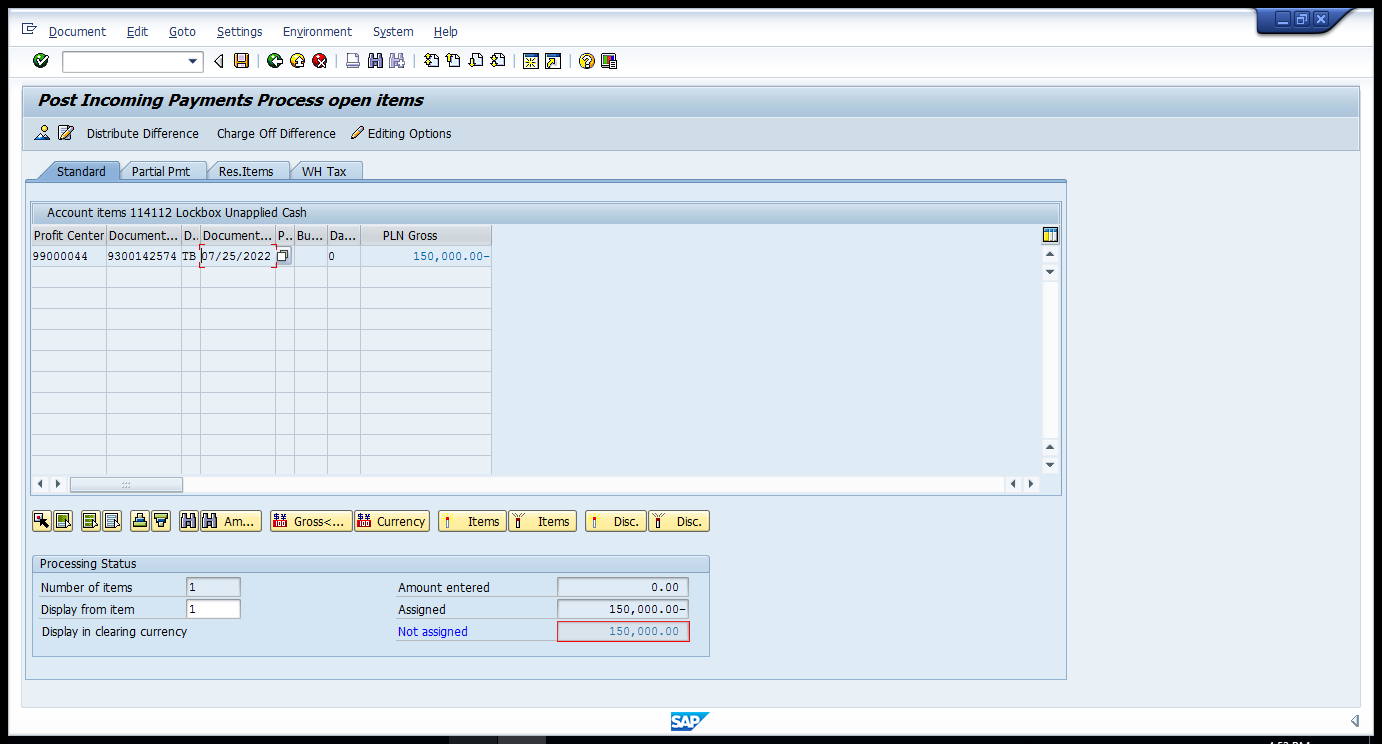 Document Edit Goto Settings Environment System Help
Post Incoming Payments Process open items
Distribute Difference Charge Off Difference Editing Options
Standard Partial Pmt Res.Items WH Tax
Account items 114112 Lockbox Unapplied Cash
Profit Center Document... D.. Document... P.. Bu... Da... PLN Gross
99000044 9300142574 TB 07/25/2022 0 150,000.00-
Am... Gross<... Currency Items Items Disc. Disc.
Processing Status
Number of items 1 Amount entered 0.00
Display from item 1 Assigned 150,000.00-
Display in clearing currency Not assigned 150,000.00
SAP